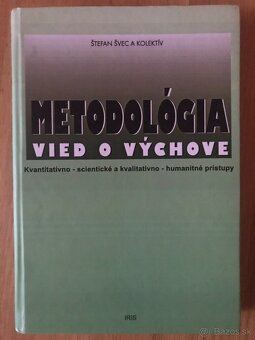 ŠTEFAN ŠVEC A KOLEKTÍV
METODOLÓGIA
VIED O VÝCHOVE
Kvantitatívno - scientické a kvalitatívno - humanitné prístupy
IRIS
Bazos.sk